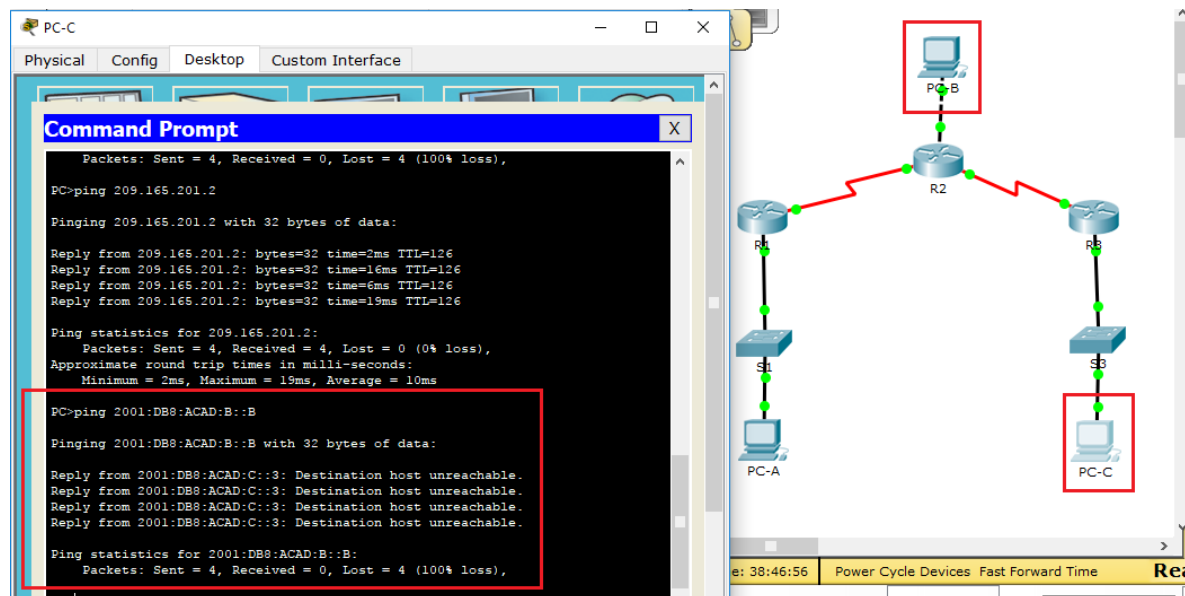 PC-C
Physical Config Desktop Custom Interface
Command Prompt
X
Packets: Sent = 4, Received = 0, Lost = 4 (100% loss),
PC>ping 209.165.201.2
Pinging 209.165.201.2 with 32 bytes of data:
Reply from 209.165.201.2: bytes=32 time=2ms TTL=126
Reply from 209.165.201.2: bytes=32 time=16ms TTL=126
Reply from 209.165.201.2: bytes=32 time=6ms TTL=126
Reply from 209.165.201.2: bytes=32 time=19ms TTL=126
Ping statistics for 209.165.201.2:
Packets: Sent = 4, Received = 4, Lost = 0 (0% loss),
Approximate round trip times in milli-seconds:
Minimum = 2ms, Maximum = 19ms, Average = 10ms
PC>ping 2001:DB8:ACAD:B::B
Pinging 2001:DB8:ACAD:B::B with 32 bytes of data:
Reply from 2001:DB8:ACAD:C::3: Destination host unreachable.
Reply from 2001:DB8:ACAD:C::3: Destination host unreachable.
Reply from 2001:DB8:ACAD:C::3: Destination host unreachable.
Reply from 2001:DB8:ACAD:C::3: Destination host unreachable.
Ping statistics for 2001:DB8:ACAD:B::B:
Packets: Sent = 4, Received = 0, Lost = 4 (100% loss),
PC-B
R2
R1
R3
S1
S3
PC-A
PC-C
e: 38:46:56 Power Cycle Devices Fast Forward Time